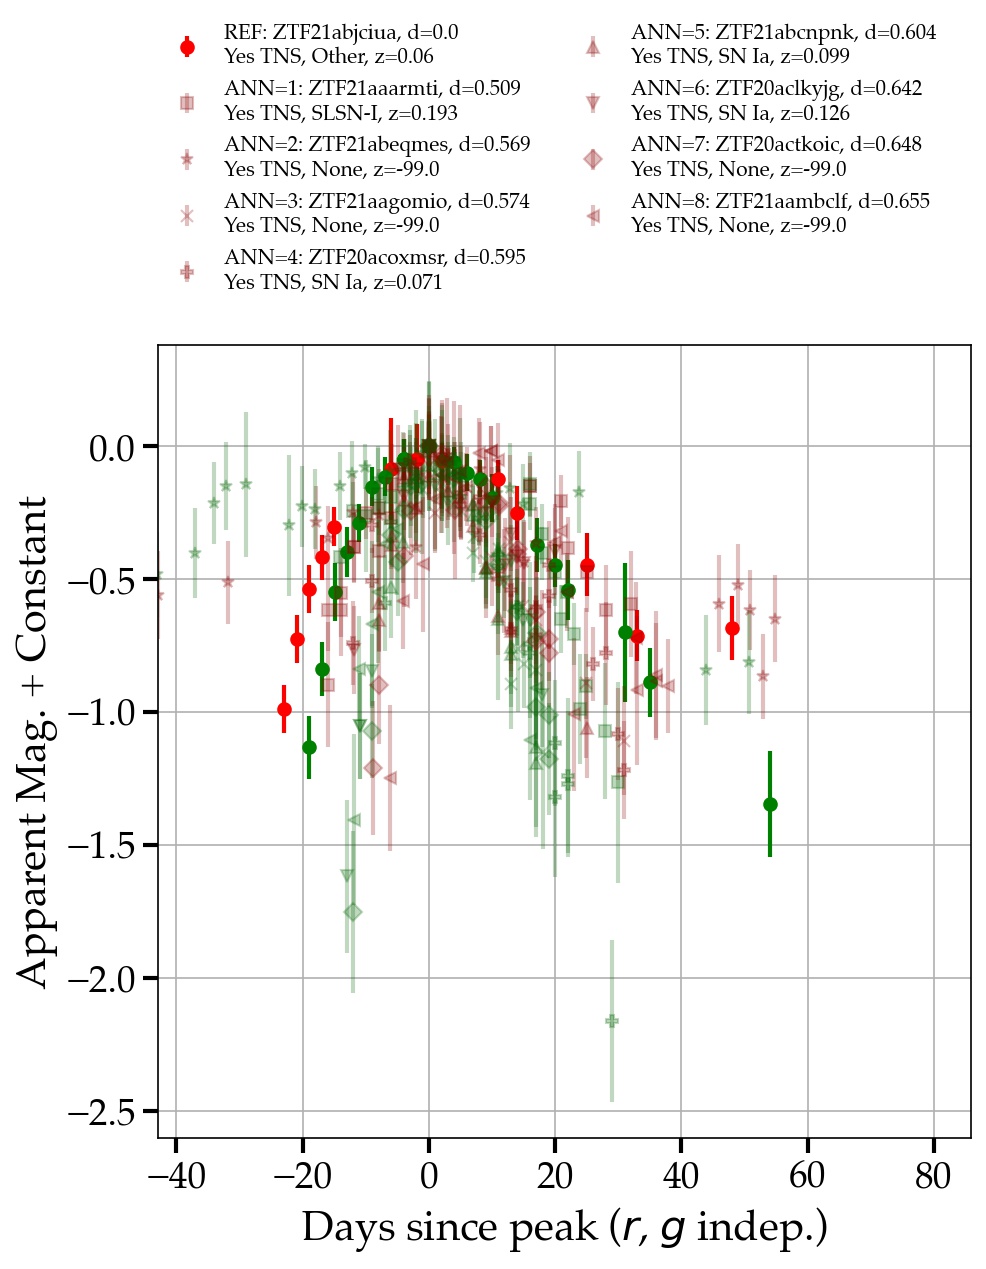 REF: ZTF21abjciua, d=0.0
Yes TNS, Other, z=0.06
ANN=1: ZTF21aaarmti, d=0.509
Yes TNS, SLSN-I, z=0.193
ANN=2: ZTF21abeqmes, d=0.569
Yes TNS, None, z=-99.0
ANN=3: ZTF21aagomio, d=0.574
Yes TNS, None, z=-99.0
ANN=4: ZTF20acoxmsr, d=0.595
Yes TNS, SN Ia, z=0.071
ANN=5: ZTF21abcnpnk, d=0.604
Yes TNS, SN Ia, z=0.099
ANN=6: ZTF20aclkyjg, d=0.642
Yes TNS, SN Ia, z=0.126
ANN=7: ZTF20actkoic, d=0.648
Yes TNS, None, z=-99.0
ANN=8: ZTF21aambclf, d=0.655
Yes TNS, None, z=-99.0
Apparent Mag. + Constant
0.0
−0.5
−1.0
−1.5
−2.0
−2.5
−40 −20 0 20 40 60 80
Days since peak (r, g indep.)